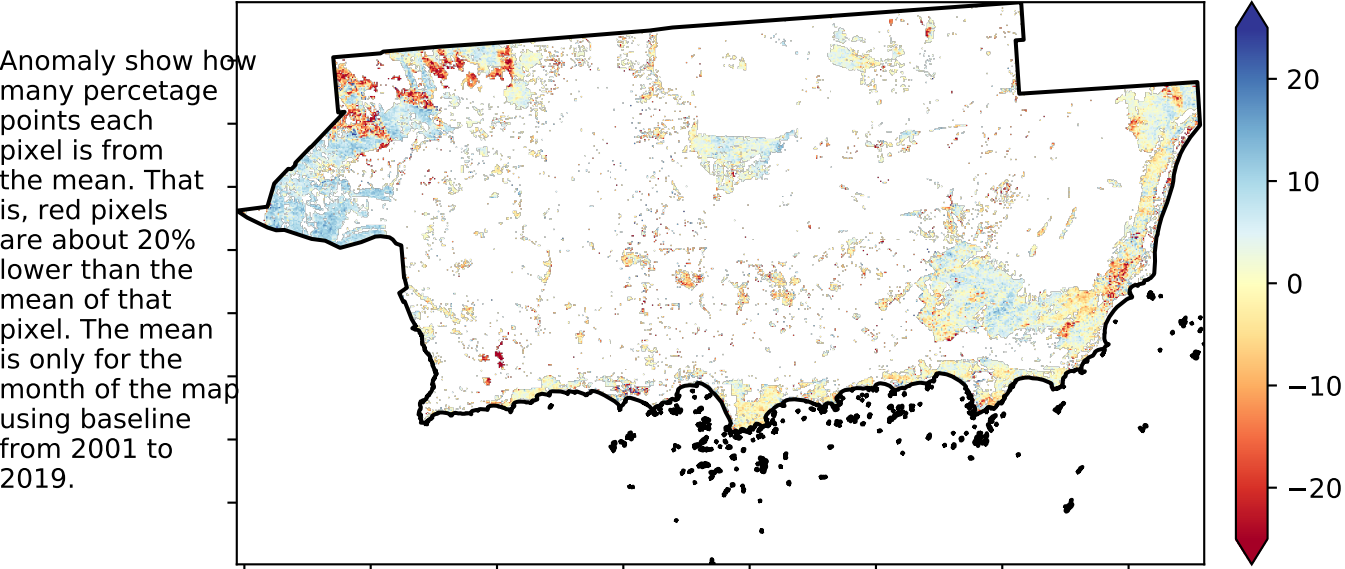 Anomaly show how
many percetage
points each
pixel is from
the mean. That
is, red pixels
are about 20%
lower than the
mean of that
pixel. The mean
is only for the
month of the map
using baseline
from 2001 to
2019.
20
10
0
−10
−20